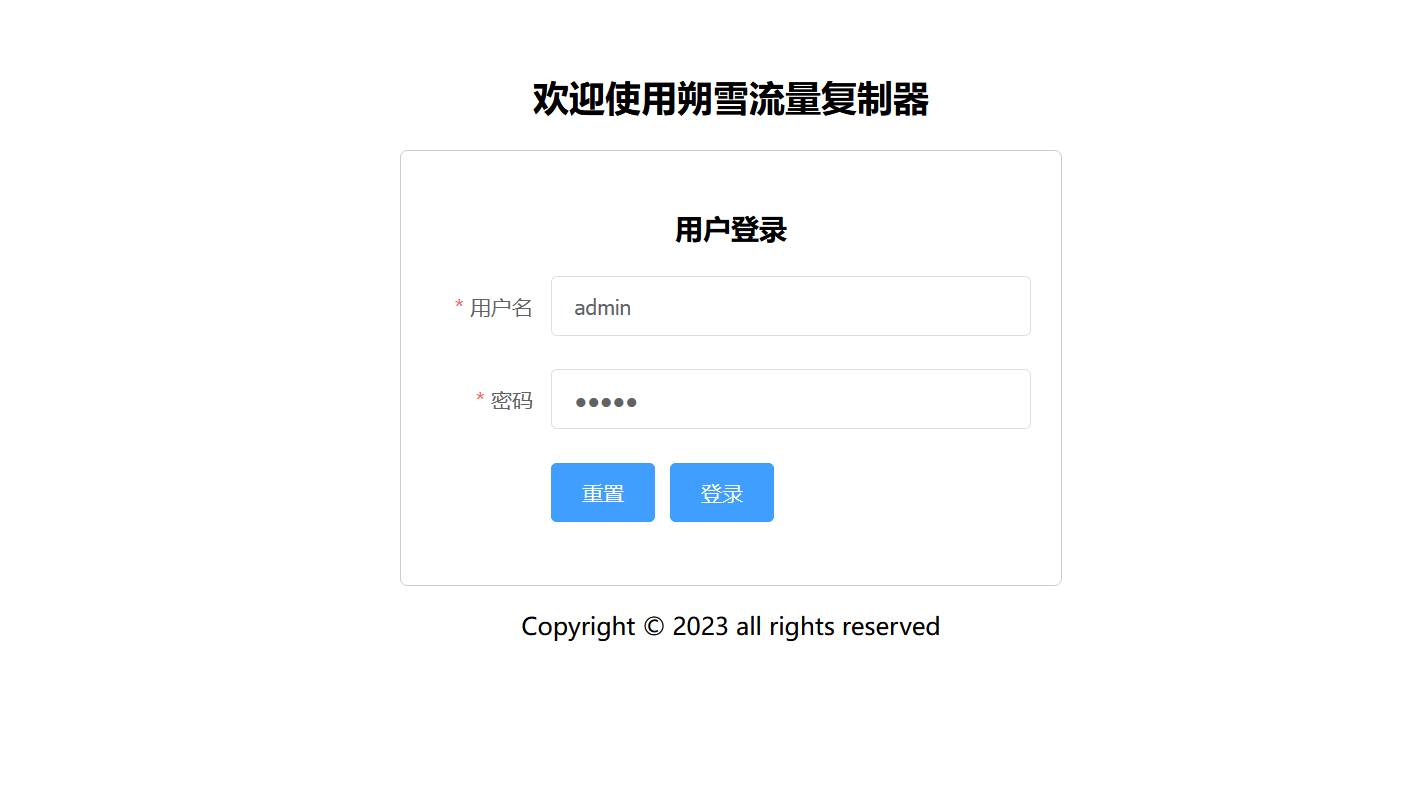 欢迎使用朔雪流量复制器
用户登录
* 用户名 admin
* 密码 ●●●●●
重置 登录
Copyright © 2023 all rights reserved